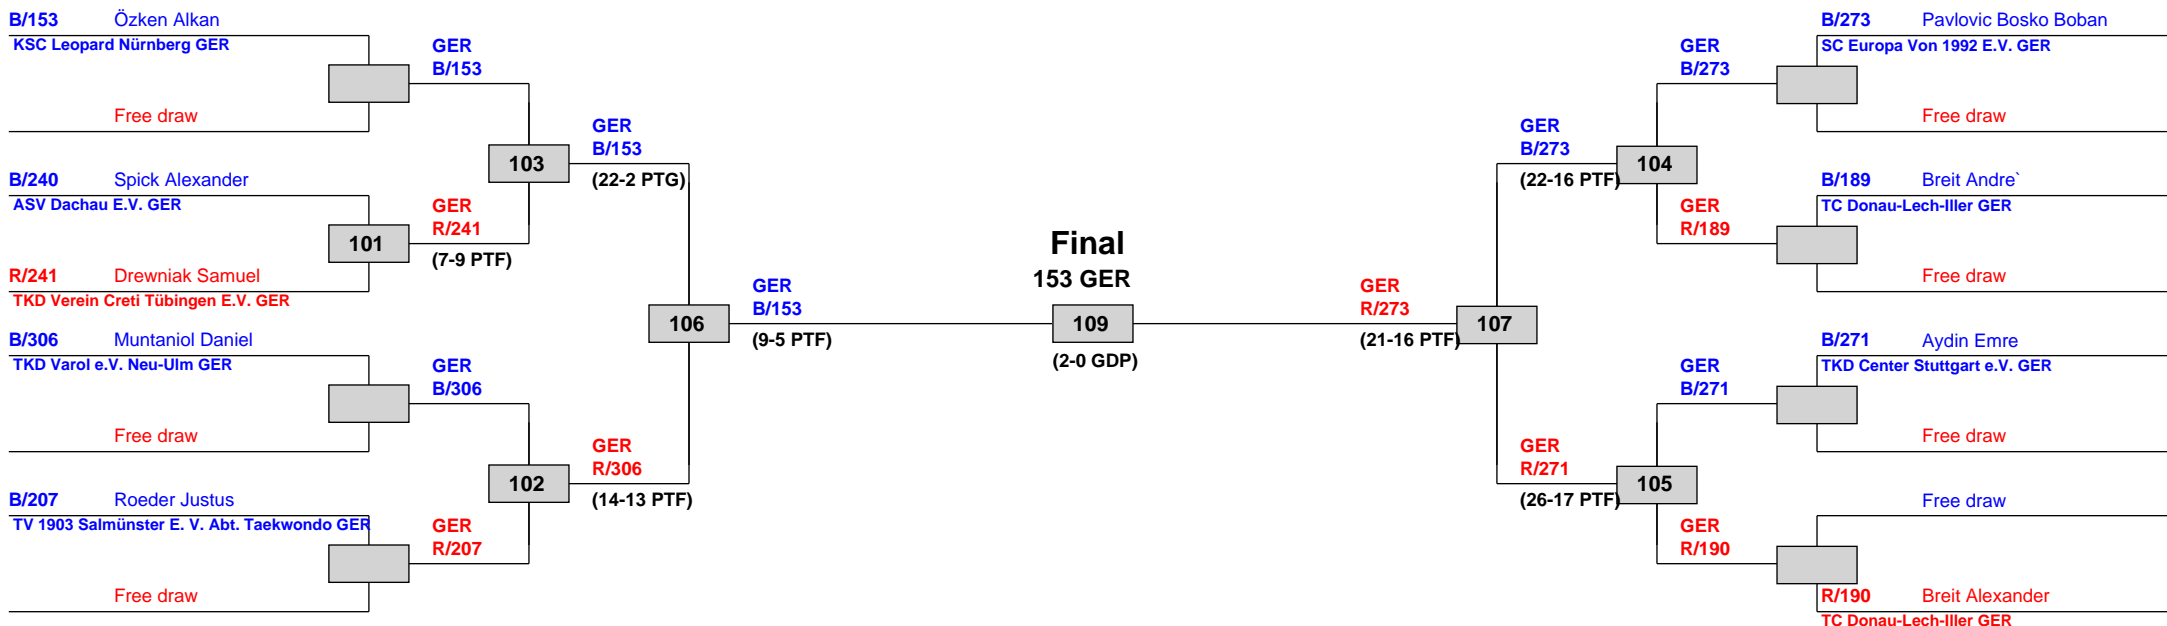 B/153 Özken Alkan
KSC Leopard Nürnberg GER
Free draw
B/240 Spick Alexander
ASV Dachau E.V. GER
R/241 Drewniak Samuel
TKD Verein Creti Tübingen E.V. GER
B/306 Muntaniol Daniel
TKD Varol e.V. Neu-Ulm GER
Free draw
B/207 Roeder Justus
TV 1903 Salmünster E. V. Abt. Taekwondo GER
Free draw
101
GER
B/153
GER
R/241
(7-9 PTF)
GER
B/306
GER
R/207
103
102
GER
B/153
(22-2 PTG)
GER
R/306
(14-13 PTF)
106
GER
B/153
(9-5 PTF)
Final
153 GER
109
(2-0 GDP)
GER
R/273
(21-16 PTF)
107
GER
B/273
(22-16 PTF)
GER
R/271
(26-17 PTF)
104
105
GER
B/273
GER
R/189
GER
B/271
GER
R/190
B/273 Pavlovic Bosko Boban
SC Europa Von 1992 E.V. GER
Free draw
B/189 Breit Andre`
TC Donau-Lech-Iller GER
Free draw
B/271 Aydin Emre
TKD Center Stuttgart e.V. GER
Free draw
Free draw
R/190 Breit Alexander
TC Donau-Lech-Iller GER